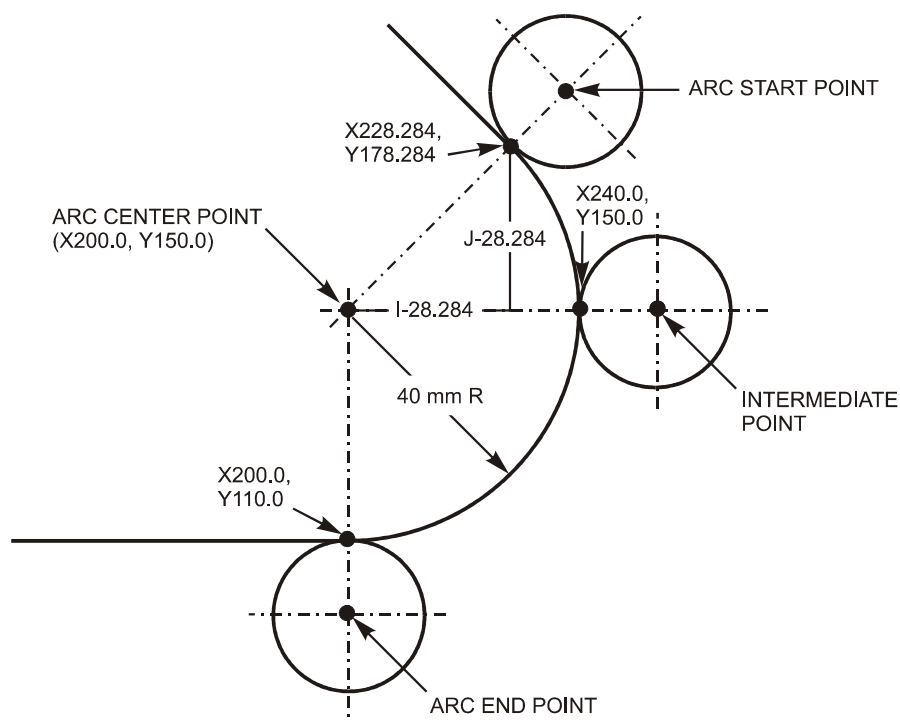 ARC START POINT
X228.284,
Y178.284
X240.0,
Y150.0
ARC CENTER POINT
(X200.0, Y150.0)
J-28.284
I-28.284
40 mm R
INTERMEDIATE
POINT
X200.0,
Y110.0
ARC END POINT